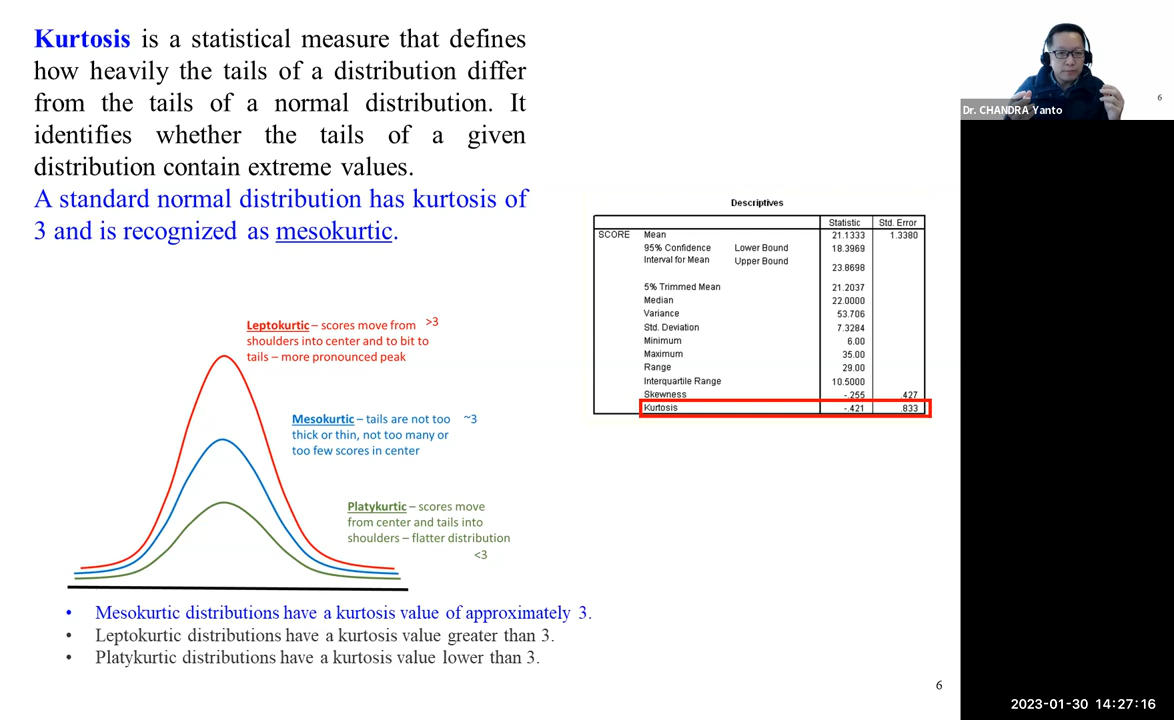 Kurtosis is a statistical measure that defines
how heavily the tails of a distribution differ
from the tails of a normal distribution. It
identifies whether the tails of a given
distribution contain extreme values.
A standard normal distribution has kurtosis of
3 and is recognized as mesokurtic.
Leptokurtic – scores move from >3
shoulders into center and to bit to
tails – more pronounced peak
Mesokurtic – tails are not too ~3
thick or thin, not too many or
too few scores in center
Platykurtic – scores move
from center and tails into
shoulders – flatter distribution
<3
• Mesokurtic distributions have a kurtosis value of approximately 3.
• Leptokurtic distributions have a kurtosis value greater than 3.
• Platykurtic distributions have a kurtosis value lower than 3.
Descriptives
Statistic Std. Error
SCORE Mean 21.1333 1.3380
95% Confidence Lower Bound 18.3969
Interval for Mean Upper Bound 23.8698
5% Trimmed Mean 21.2037
Median 22.0000
Variance 53.706
Std. Deviation 7.3284
Minimum 6.00
Maximum 35.00
Range 29.00
Interquartile Range 10.5000
Skewness -.255 .427
Kurtosis -.421 .833
6
Dr. CHANDRA Yanto
6
2023-01-30 14:27:16